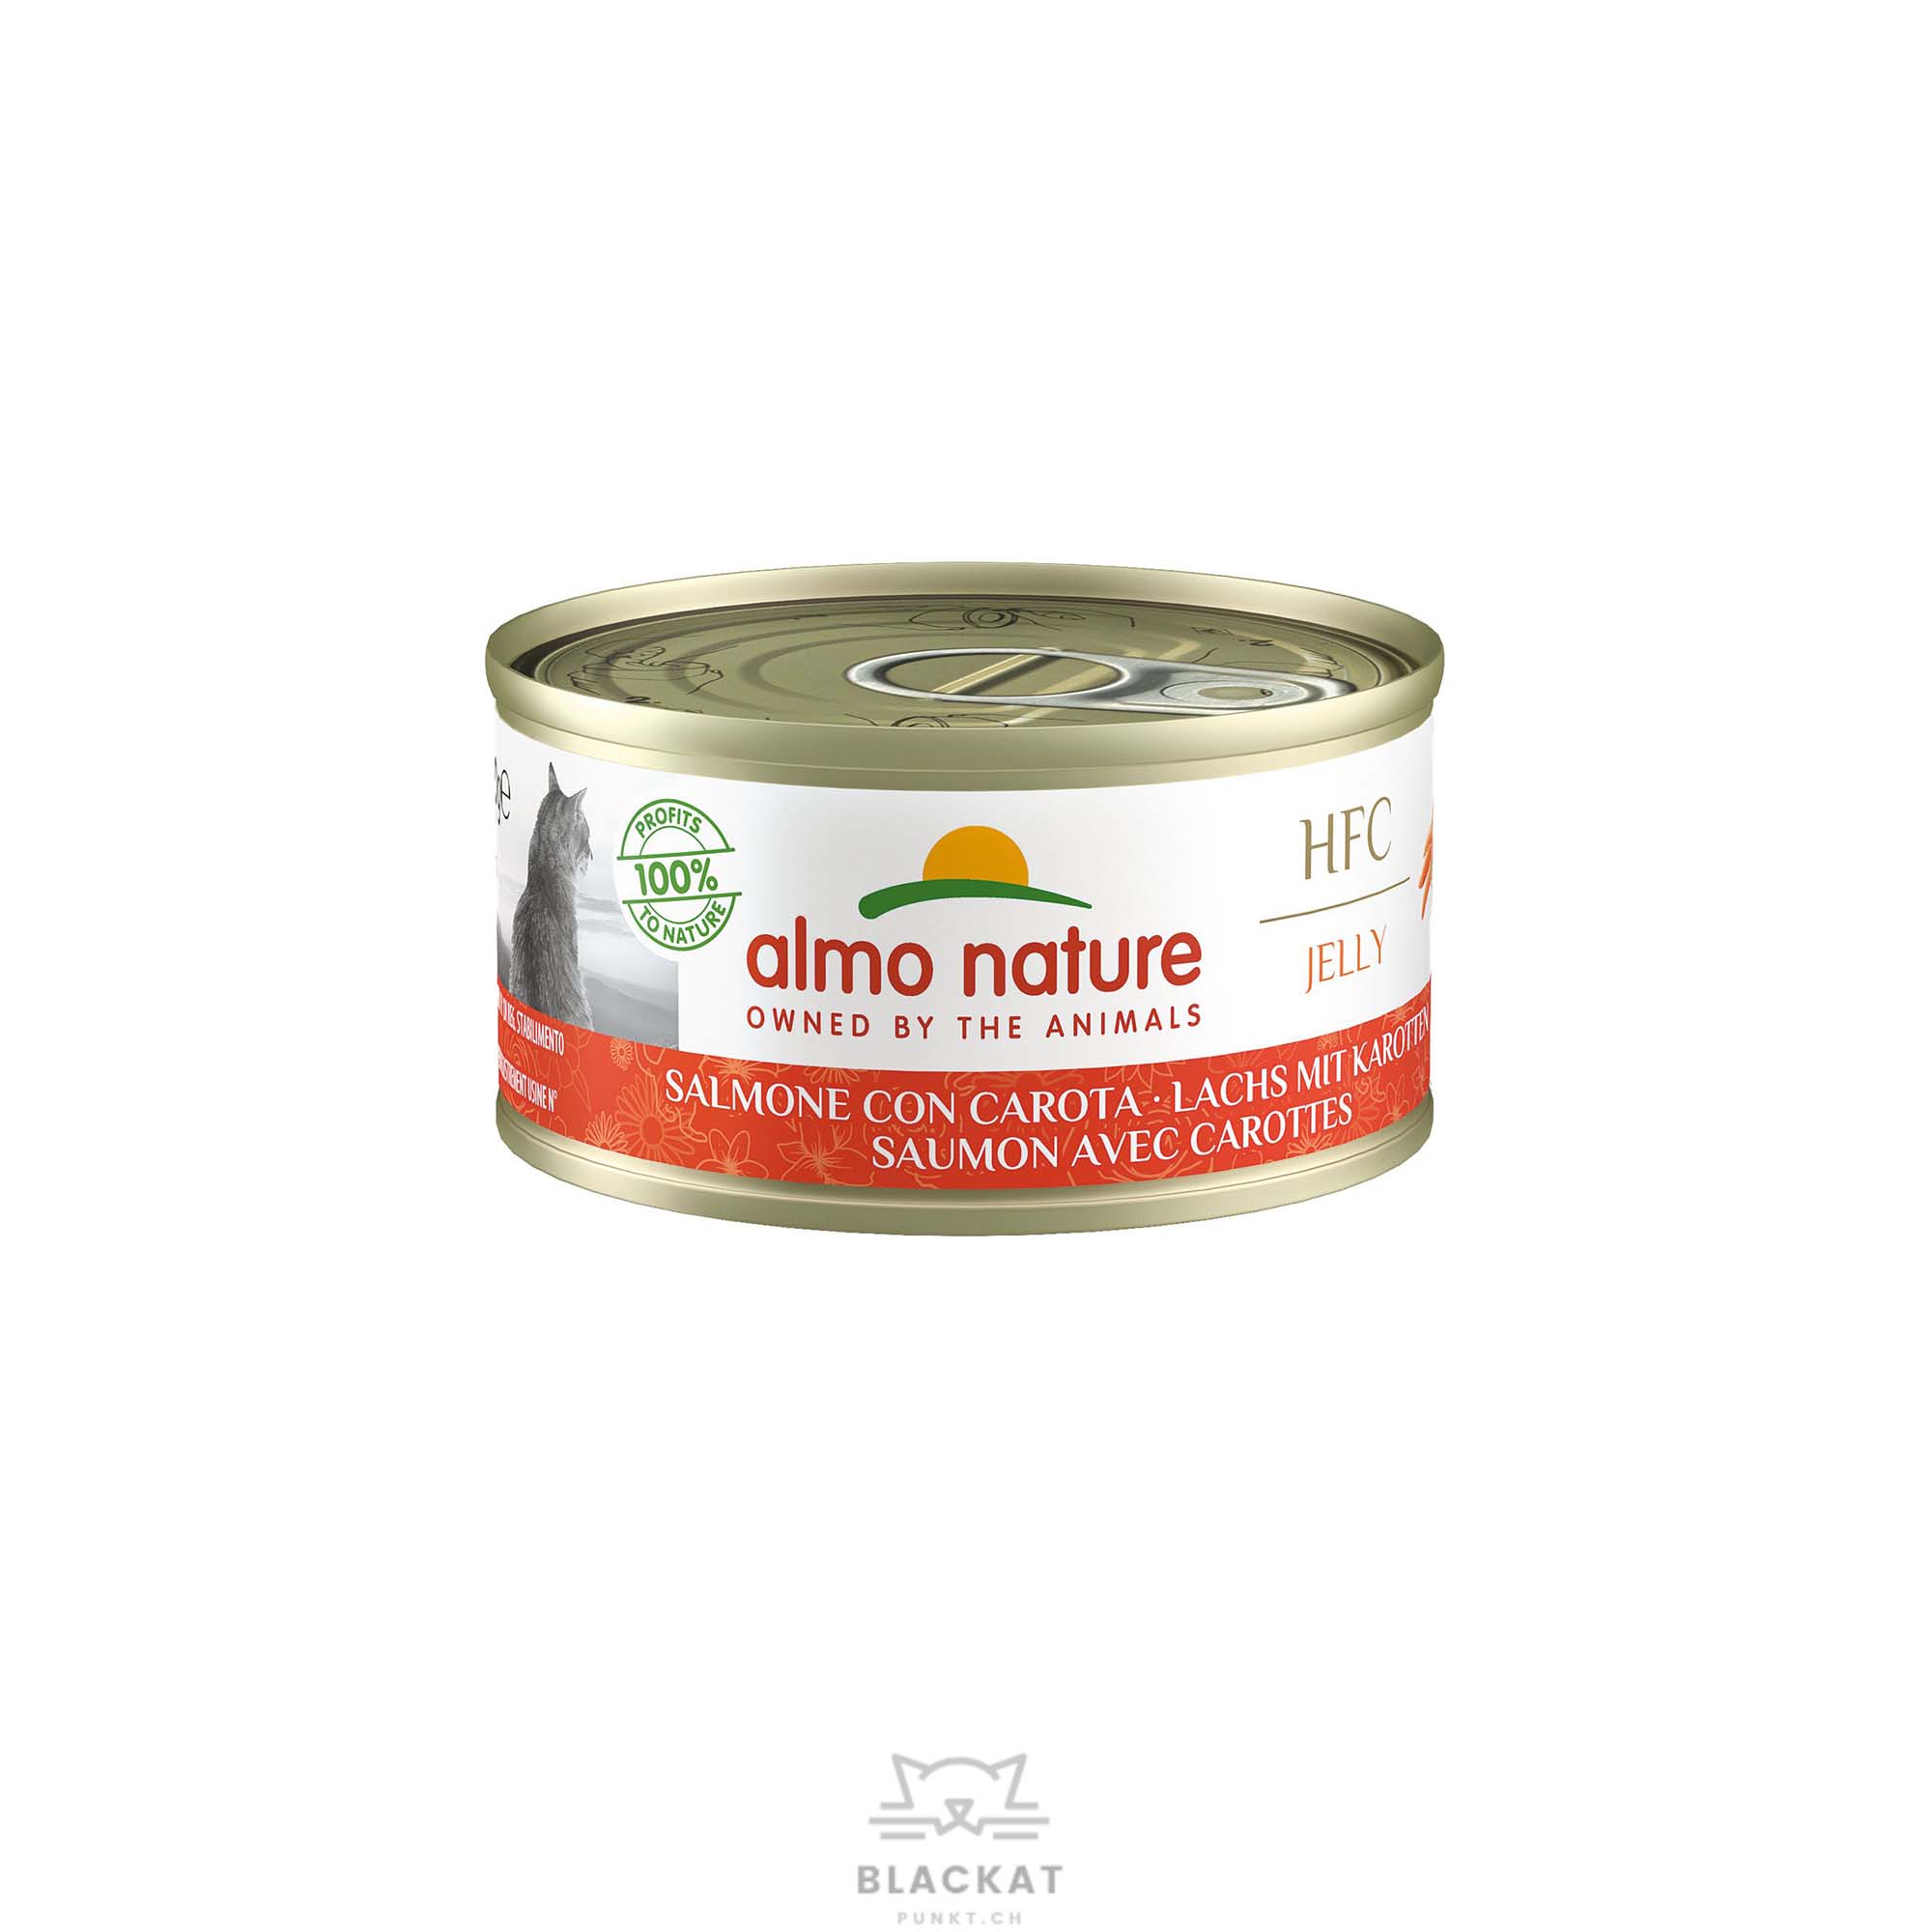 PROFITS
100%
TO NATURE
almo nature
OWNED BY THE ANIMALS
HFC
JELLY
STABILIMENTO
USINE N°
SALMONE CON CAROTA · LACHS MIT KAROTTEN
SAUMON AVEC CAROTTES
BLACKAT
PUNKT.CH